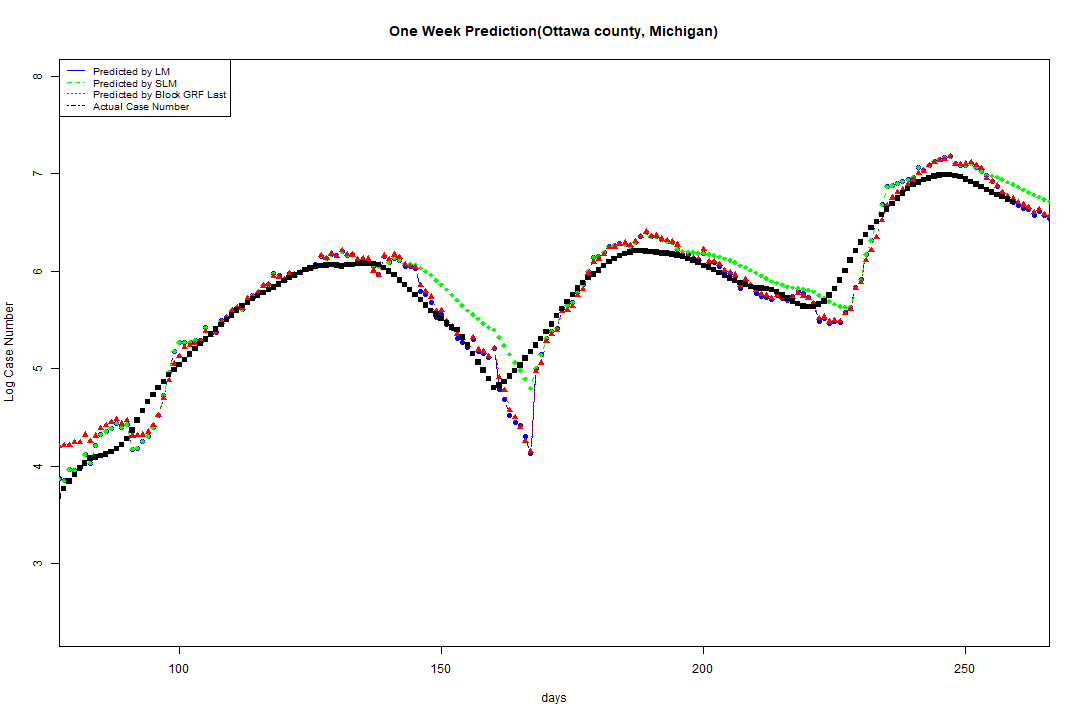 One Week Prediction(Ottawa county, Michigan)
Predicted by LM
Predicted by SLM
Predicted by Block GRF Last
Actual Case Number
8
7
6
5
4
3
Log Case Number
100 150 200 250
days